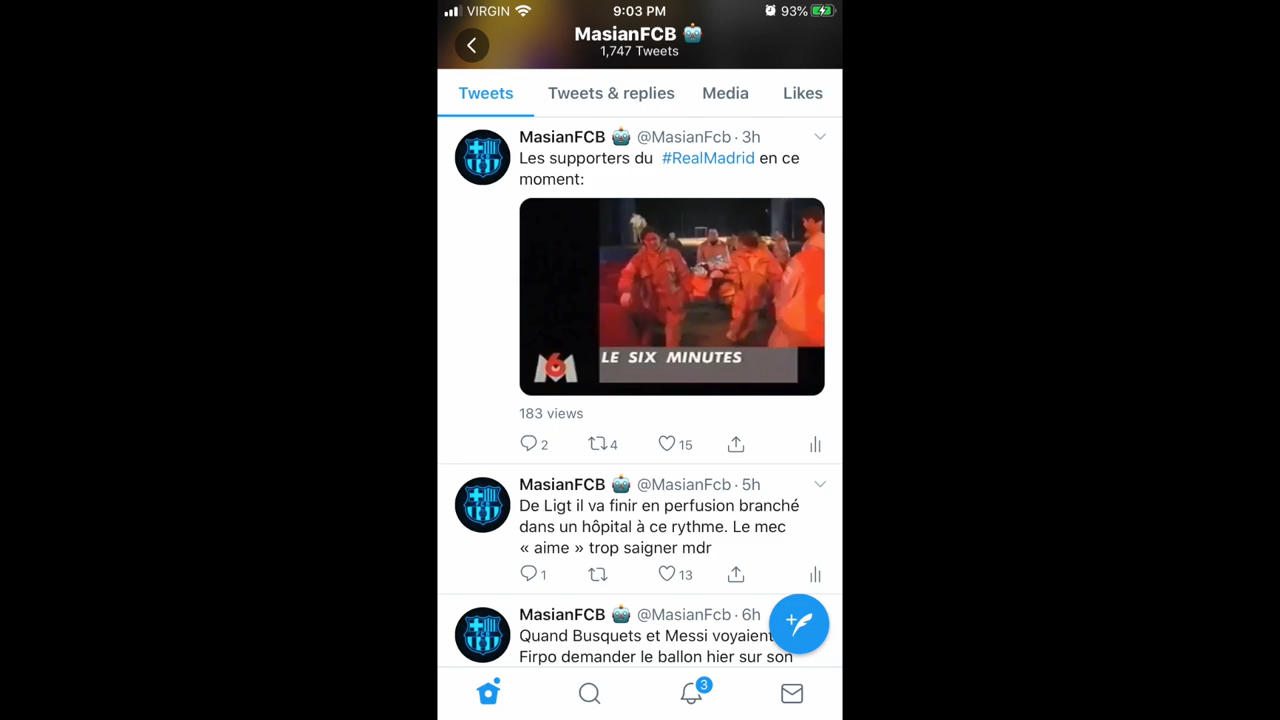 VIRGIN 9:03 PM 93%
MasianFCB 🤖
1,747 Tweets
Tweets Tweets & replies Media Likes
MasianFCB 🤖 @MasianFcb · 3h
Les supporters du #RealMadrid en ce
moment:
M6
LE SIX MINUTES
183 views
2 4 15
MasianFCB 🤖 @MasianFcb · 5h
De Ligt il va finir en perfusion branché
dans un hôpital à ce rythme. Le mec
« aime » trop saigner mdr
1 13
MasianFCB 🤖 @MasianFcb · 6h
Quand Busquets et Messi voyaient
Firpo demander le ballon hier sur son
3